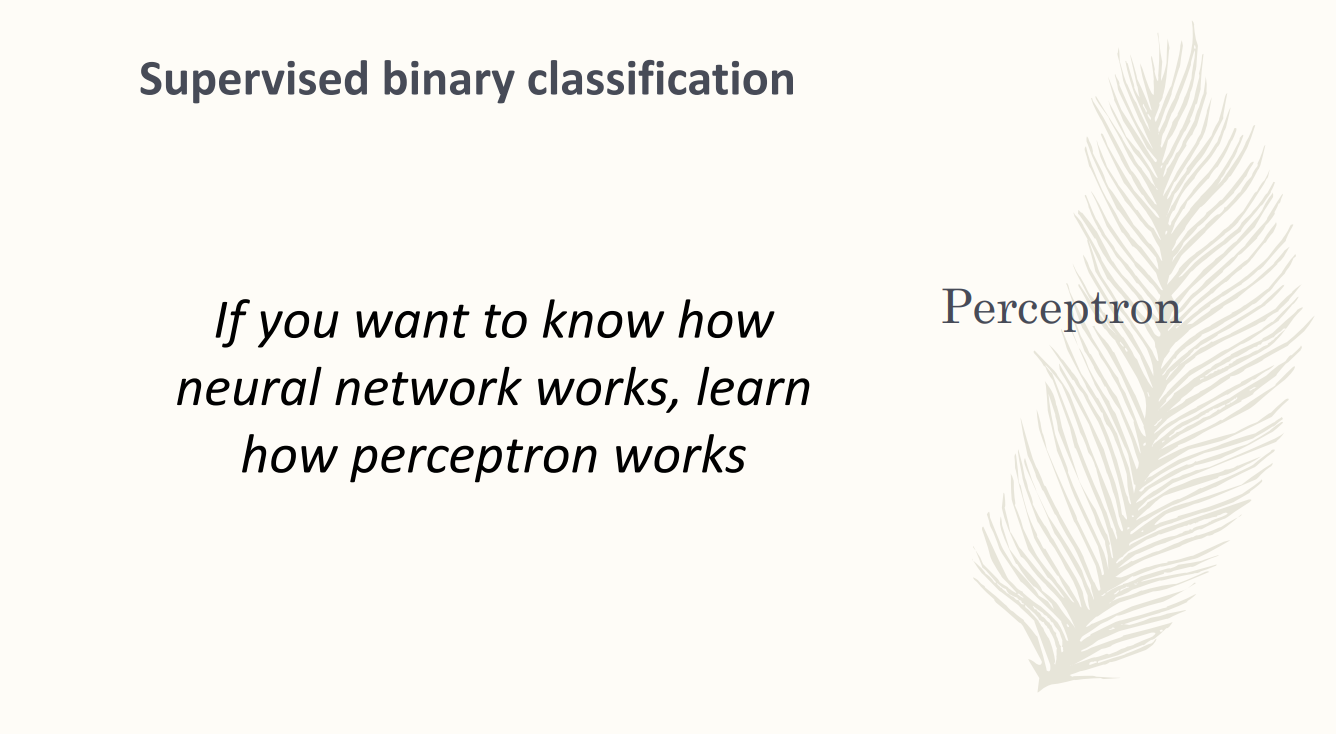 Supervised binary classification
If you want to know how
neural network works, learn
how perceptron works
Perceptron